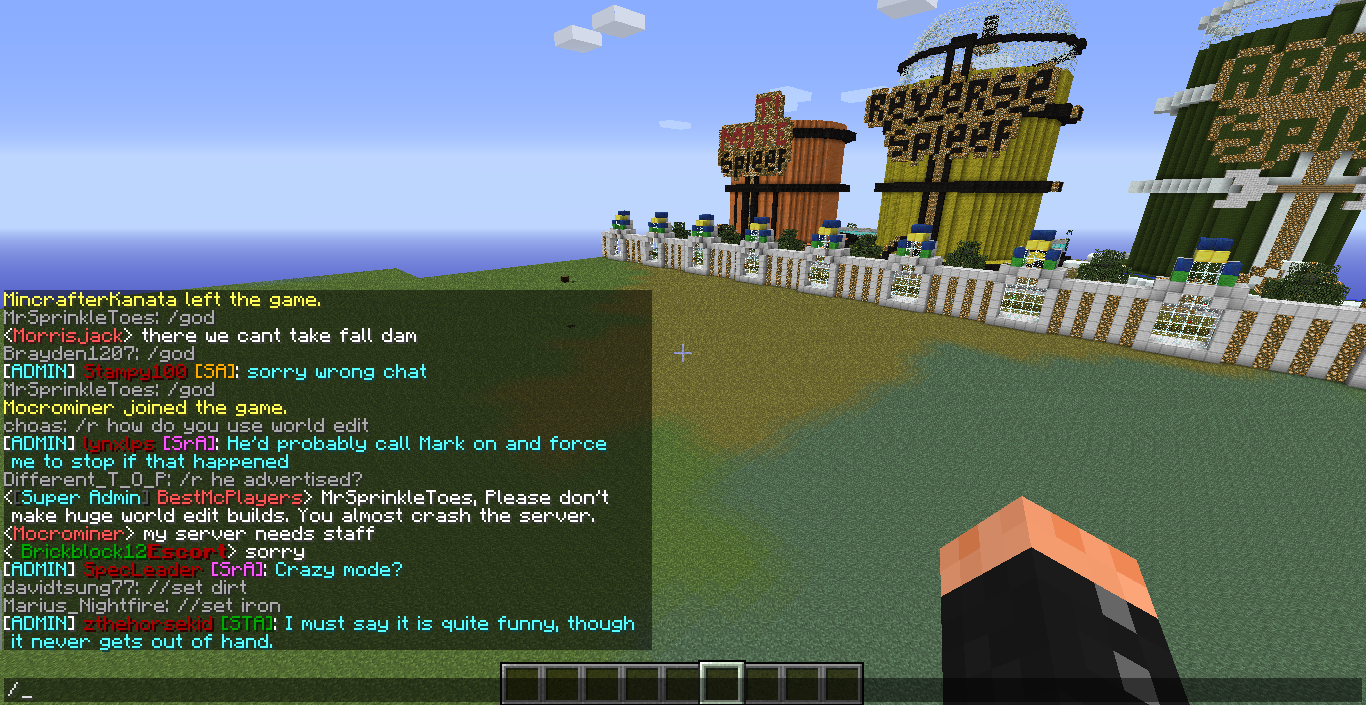 TNT
SPLEEF
REVERSE
SPLEEF
MincrafterKanata left the game.
MrSprinkleToes: /god
<Morrisjack> there we cant take fall dam
Brayden1207: /god
[ADMIN] Stampy100 [SA]: sorry wrong chat
MrSprinkleToes: /god
Mocrominer joined the game.
choas: /r how do you use world edit
[ADMIN] lynxlps [SrA]: He'd probably call Mark on and force
me to stop if that happened
Different_T_O_P: /r he advertised?
<[Super Admin] BestMcPlayers> MrSprinkleToes, Please don't
make huge world edit builds. You almost crash the server.
<Mocrominer> my server needs staff
< Brickblock12Escort> sorry
[ADMIN] SpecLeader [SrA]: Crazy mode?
davidtsung77: //set dirt
Marius_Nightfire: //set iron
[ADMIN] zthehorsekid [STA]: I must say it is quite funny, though
it never gets out of hand.
/_